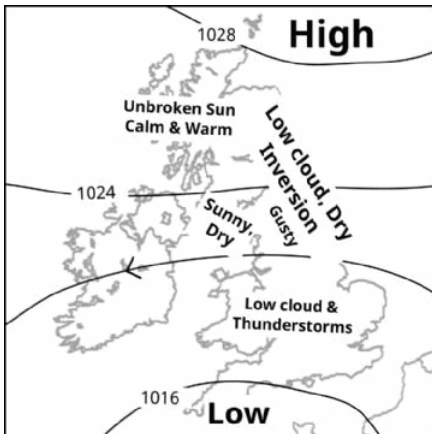 1028
High
Unbroken Sun
Calm & Warm
Low cloud, Dry
Inversion
Gusty
1024
Sunny,
Dry
Low cloud &
Thunderstorms
1016
Low